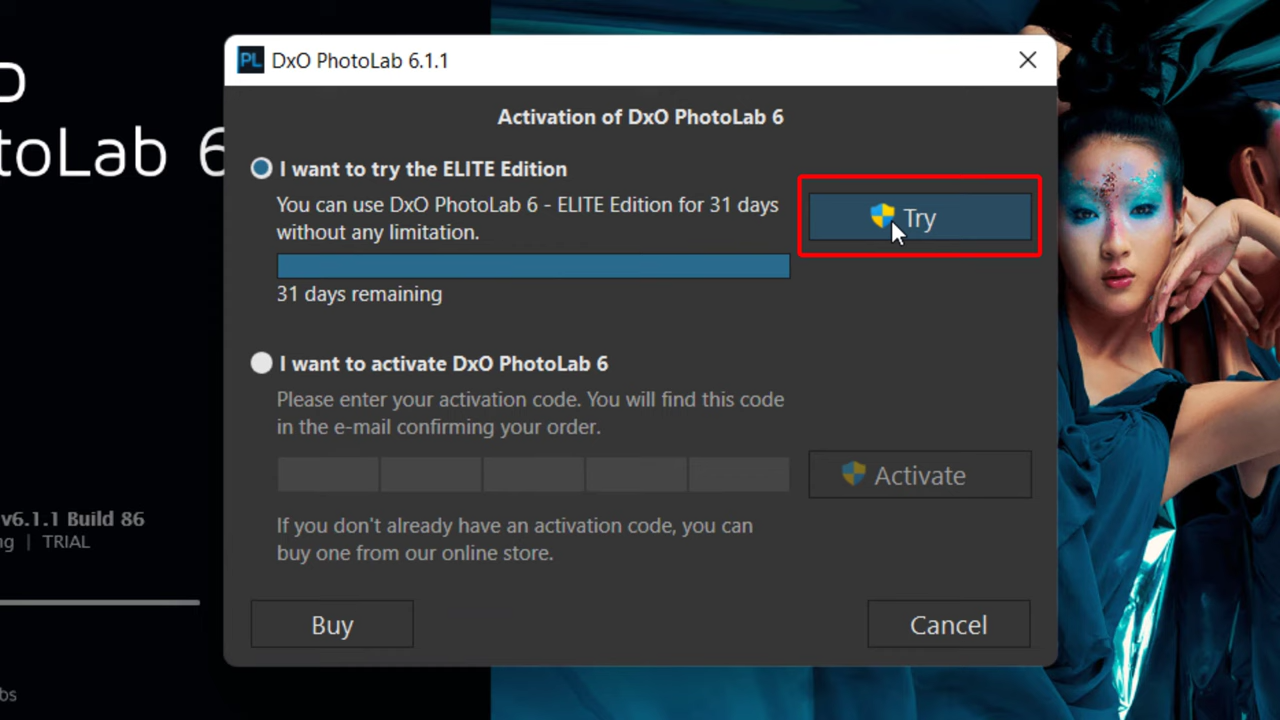 PL DxO PhotoLab 6.1.1
Activation of DxO PhotoLab 6
I want to try the ELITE Edition
You can use DxO PhotoLab 6 - ELITE Edition for 31 days
without any limitation.
Try
31 days remaining
I want to activate DxO PhotoLab 6
Please enter your activation code. You will find this code
in the e-mail confirming your order.
Activate
If you don't already have an activation code, you can
buy one from our online store.
Buy
Cancel
toLab 6
v6.1.1 Build 86
ng | TRIAL
bs